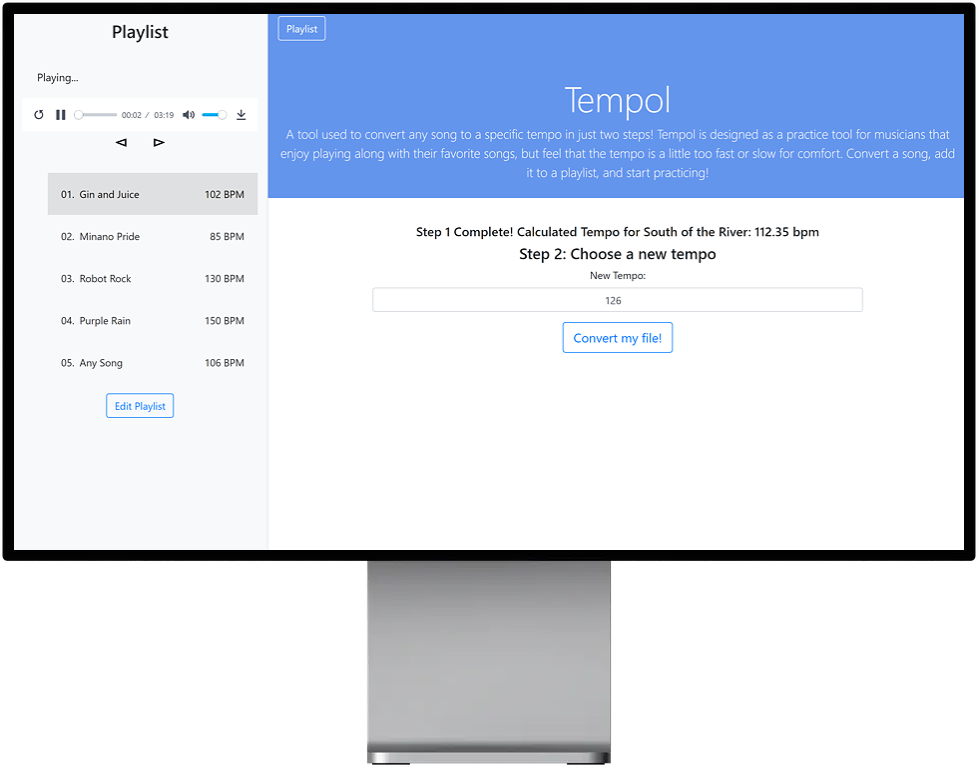 Playlist
Playing...
00:02 / 03:19
01. Gin and Juice 102 BPM
02. Minano Pride 85 BPM
03. Robot Rock 130 BPM
04. Purple Rain 150 BPM
05. Any Song 106 BPM
Edit Playlist
Playlist
Tempol
A tool used to convert any song to a specific tempo in just two steps! Tempol is designed as a practice tool for musicians that
enjoy playing along with their favorite songs, but feel that the tempo is a little too fast or slow for comfort. Convert a song, add
it to a playlist, and start practicing!
Step 1 Complete! Calculated Tempo for South of the River: 112.35 bpm
Step 2: Choose a new tempo
New Tempo:
126
Convert my file!